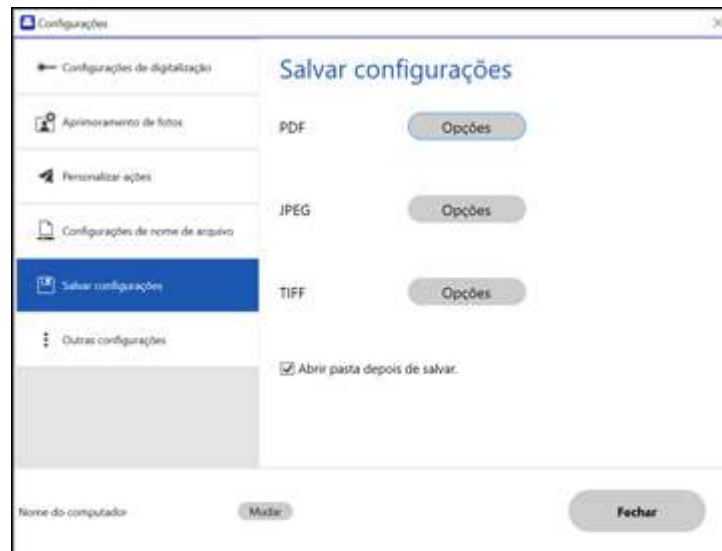 Configurações
Configurações de digitalização
Aprimoramento de fotos
Personalizar ações
Configurações de nome de arquivo
Salvar configurações
Outras configurações
Salvar configurações
PDF
Opções
JPEG
Opções
TIFF
Opções
Abrir pasta depois de salvar.
Nome do computador
Mudar
Fechar